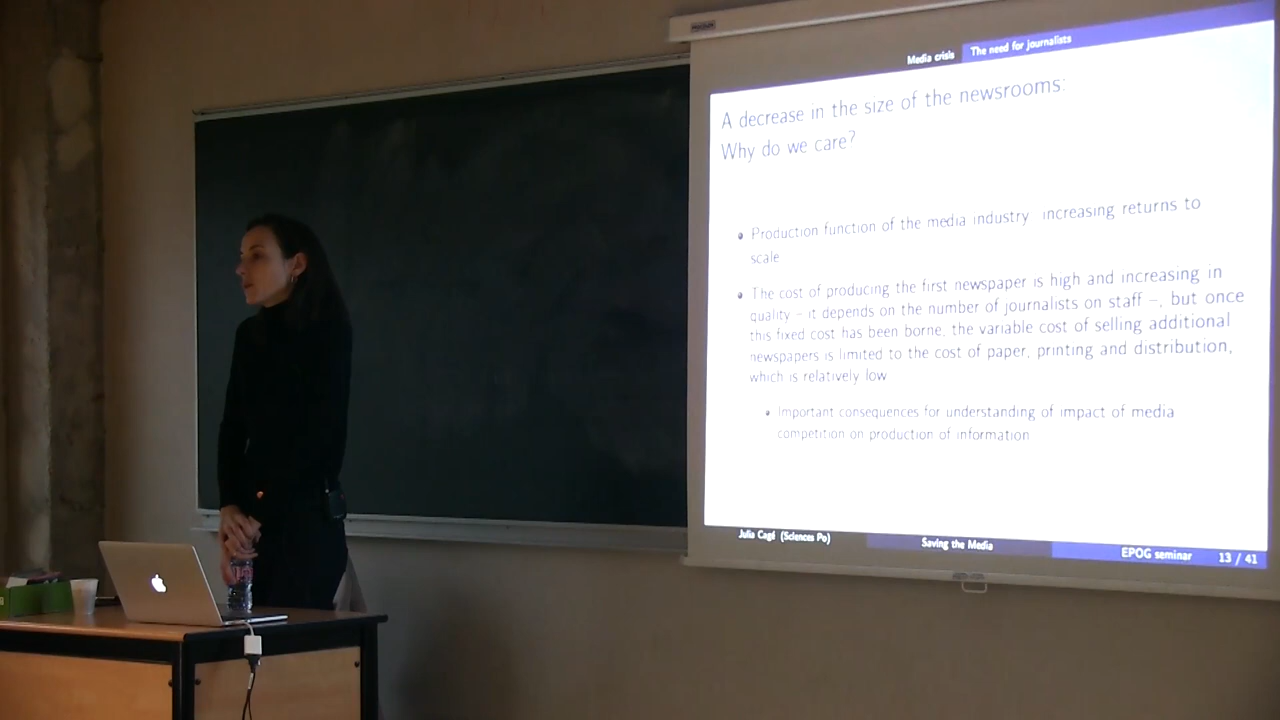 Media crisis The need for journalists
A decrease in the size of the newsrooms:
Why do we care?
Production function of the media industry increasing returns to
scale
The cost of producing the first newspaper is high and increasing in
quality – it depends on the number of journalists on staff –, but once
this fixed cost has been borne, the variable cost of selling additional
newspapers is limited to the cost of paper, printing and distribution,
which is relatively low
Important consequences for understanding of impact of media
competition on production of information
Julia Cagé (Sciences Po) Saving the Media EPOG seminar 13 / 41